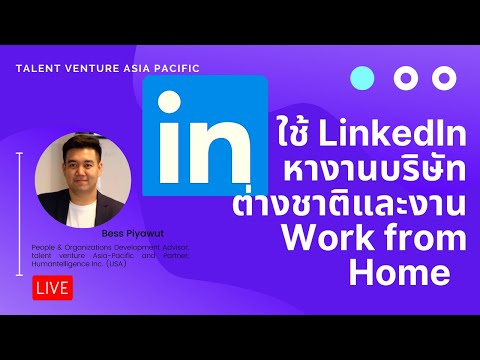 TALENT VENTURE ASIA PACIFIC
in
ใช้ LinkedIn
หางานบริษัท
ต่างชาติและงาน
Work from
Home
Bess Piyawut
People & Organizations Development Advisor,
talent venture Asia-Pacific and Partner,
Humantelligence Inc. (USA)
LIVE